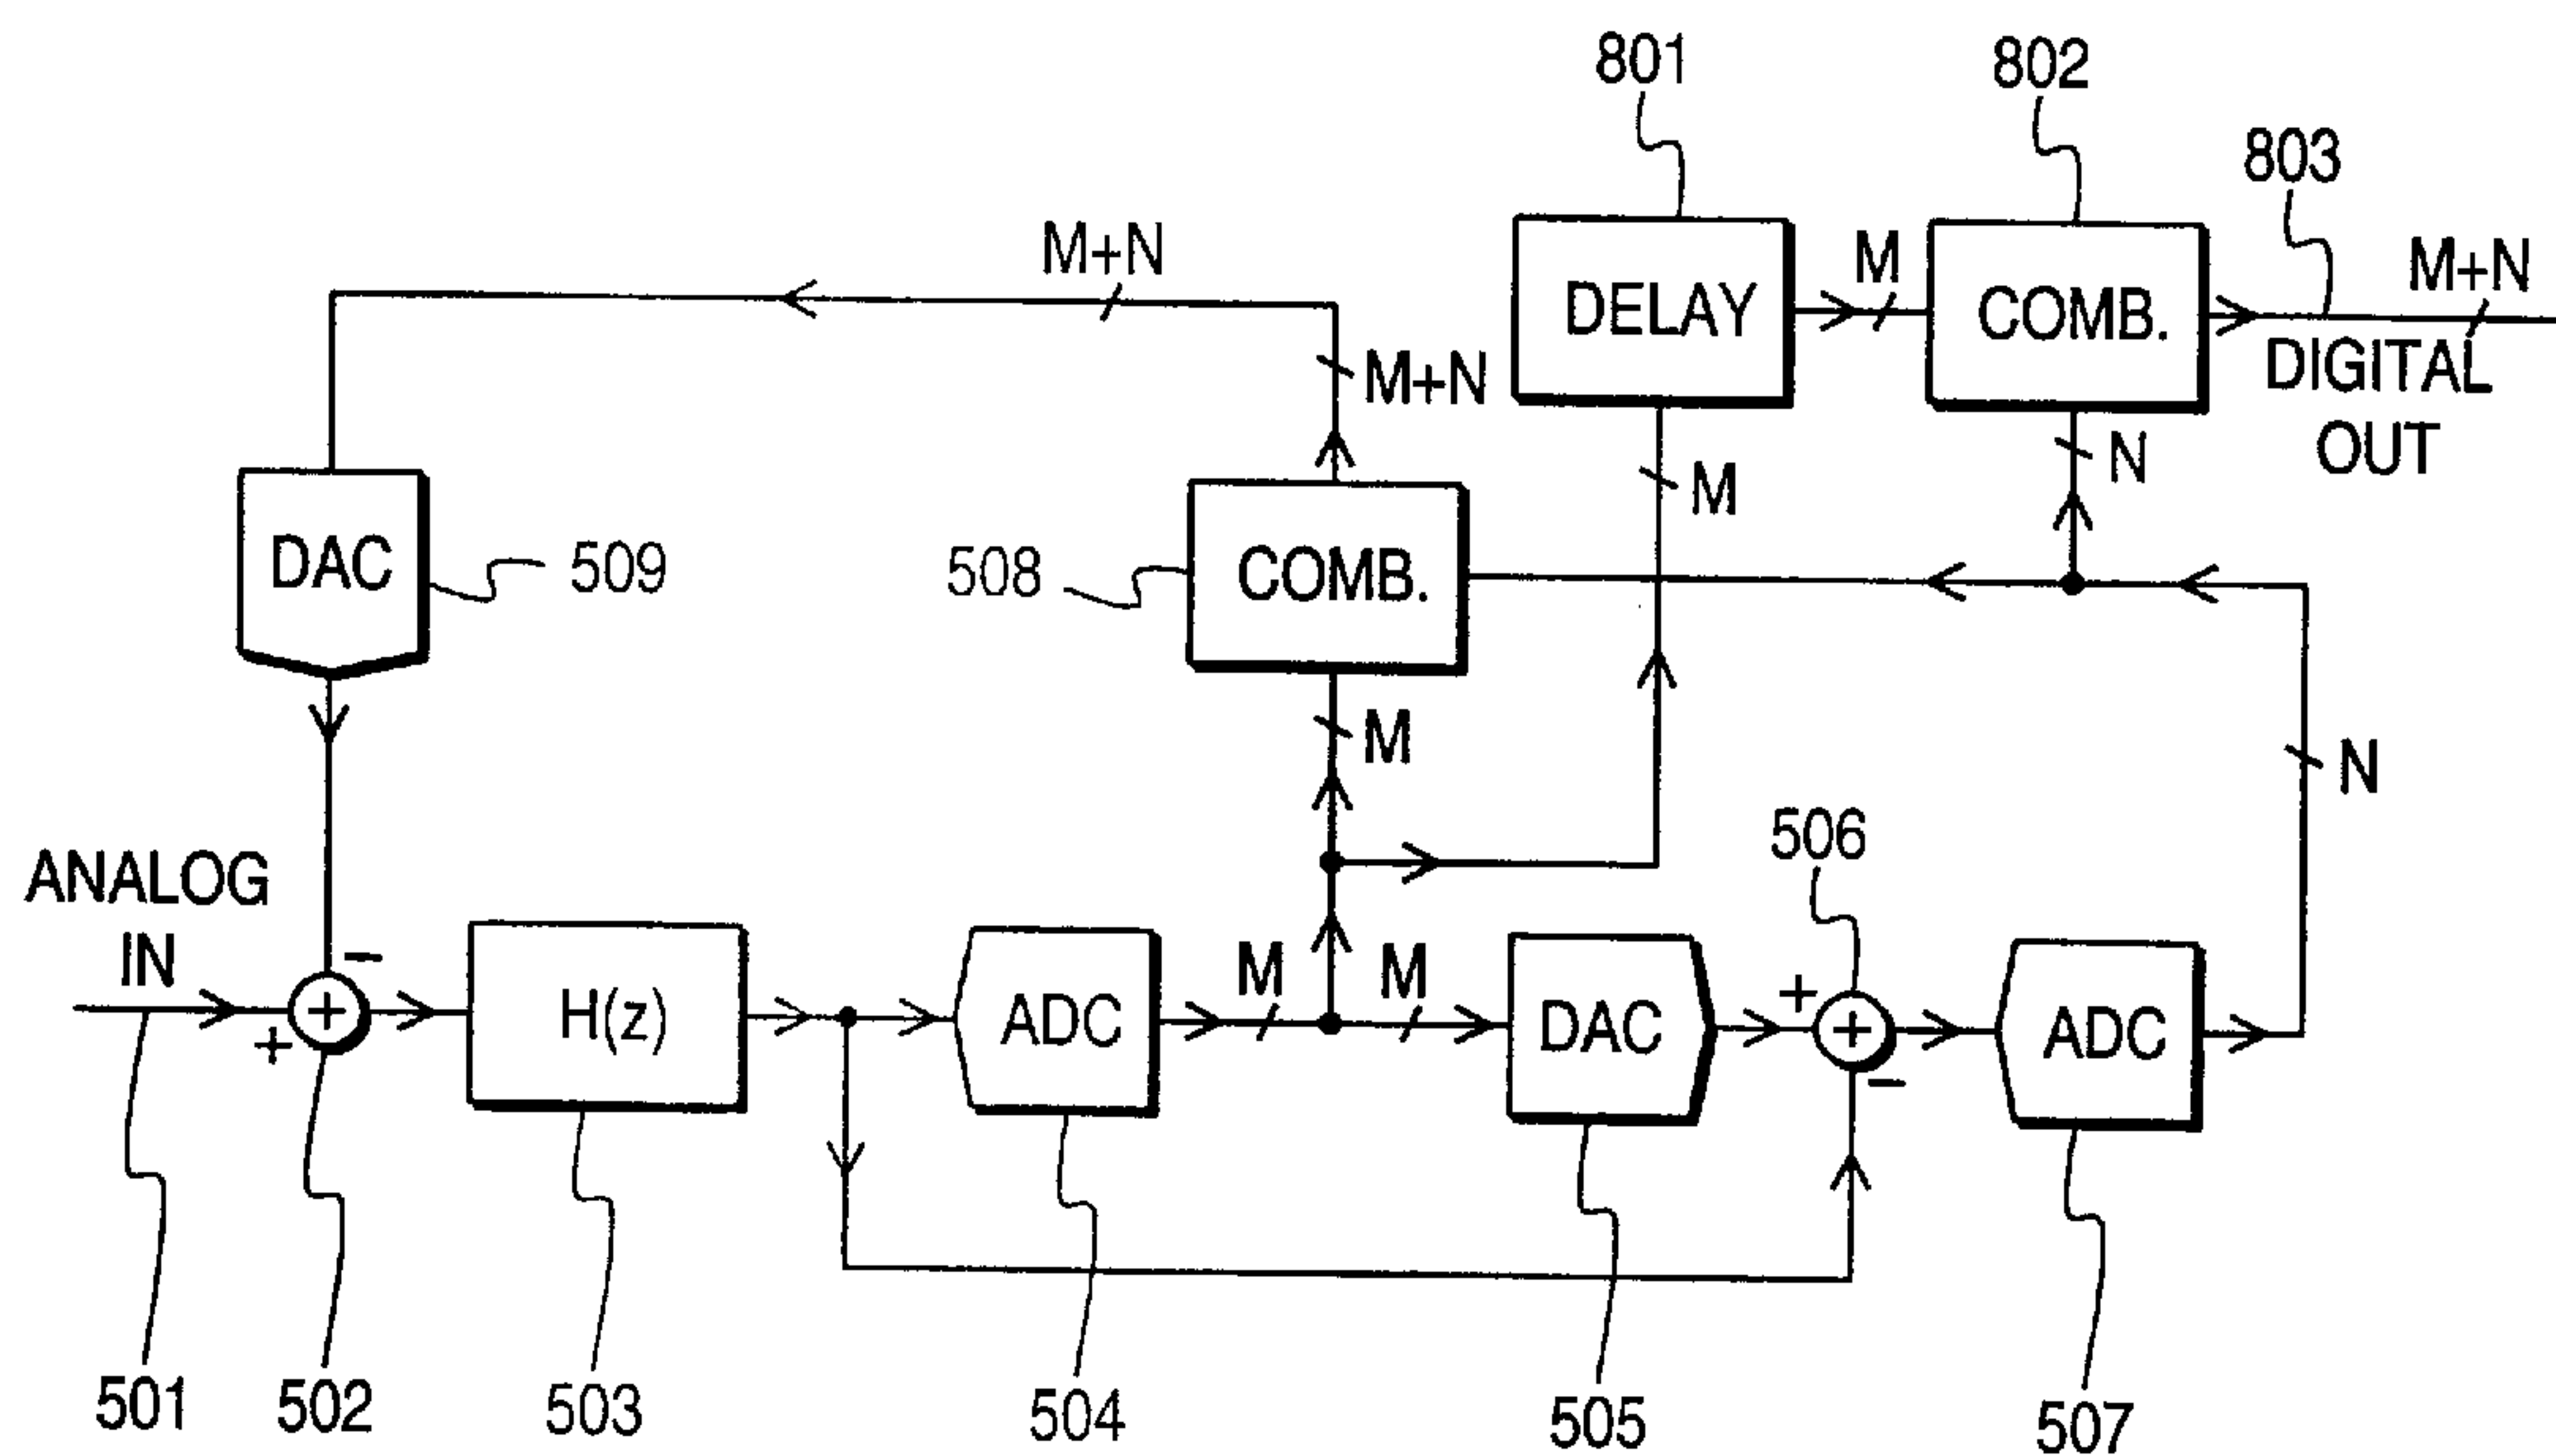 801
802
803
M+N
M
M+N
DELAY
COMB.
DIGITAL
OUT
M+N
N
M
DAC
509
508
COMB.
M
N
506
ANALOG
IN
-
+
+
H(z)
ADC
M
M
DAC
+
+
-
ADC
501
502
503
504
505
507